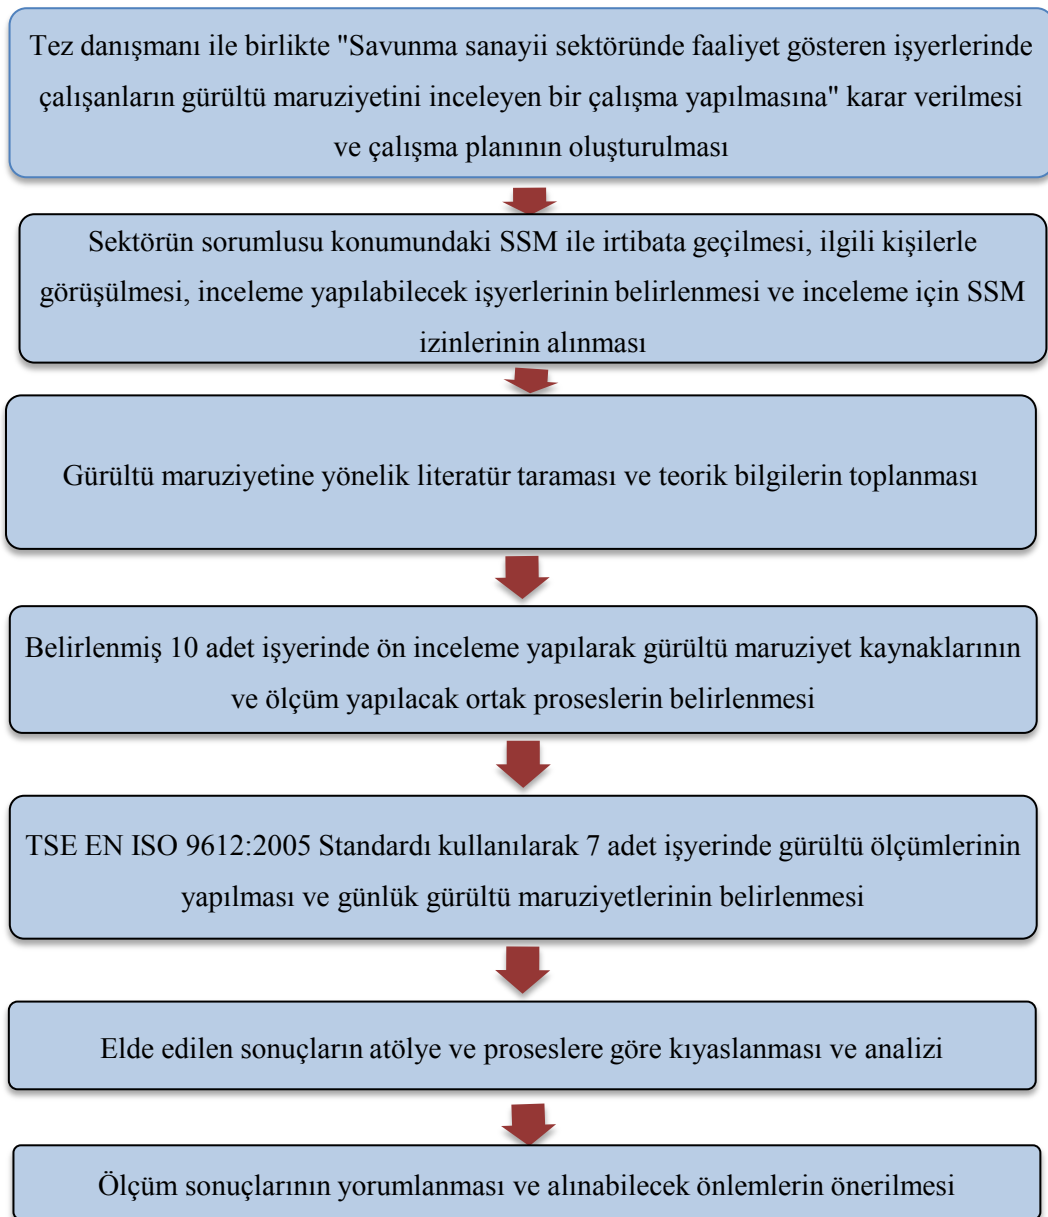 Tez danışmanı ile birlikte "Savunma sanayii sektöründe faaliyet gösteren işyerlerinde
çalışanların gürültü maruziyetini inceleyen bir çalışma yapılmasına" karar verilmesi
ve çalışma planının oluşturulması
Sektörün sorumlusu konumundaki SSM ile irtibata geçilmesi, ilgili kişilerle
görüşülmesi, inceleme yapılabilecek işyerlerinin belirlenmesi ve inceleme için SSM
izinlerinin alınması
Gürültü maruziyetine yönelik literatür taraması ve teorik bilgilerin toplanması
Belirlenmiş 10 adet işyerinde ön inceleme yapılarak gürültü maruziyet kaynaklarının
ve ölçüm yapılacak ortak proseslerin belirlenmesi
TSE EN ISO 9612:2005 Standardı kullanılarak 7 adet işyerinde gürültü ölçümlerinin
yapılması ve günlük gürültü maruziyetlerinin belirlenmesi
Elde edilen sonuçların atölye ve proseslere göre kıyaslanması ve analizi
Ölçüm sonuçlarının yorumlanması ve alınabilecek önlemlerin önerilmesi